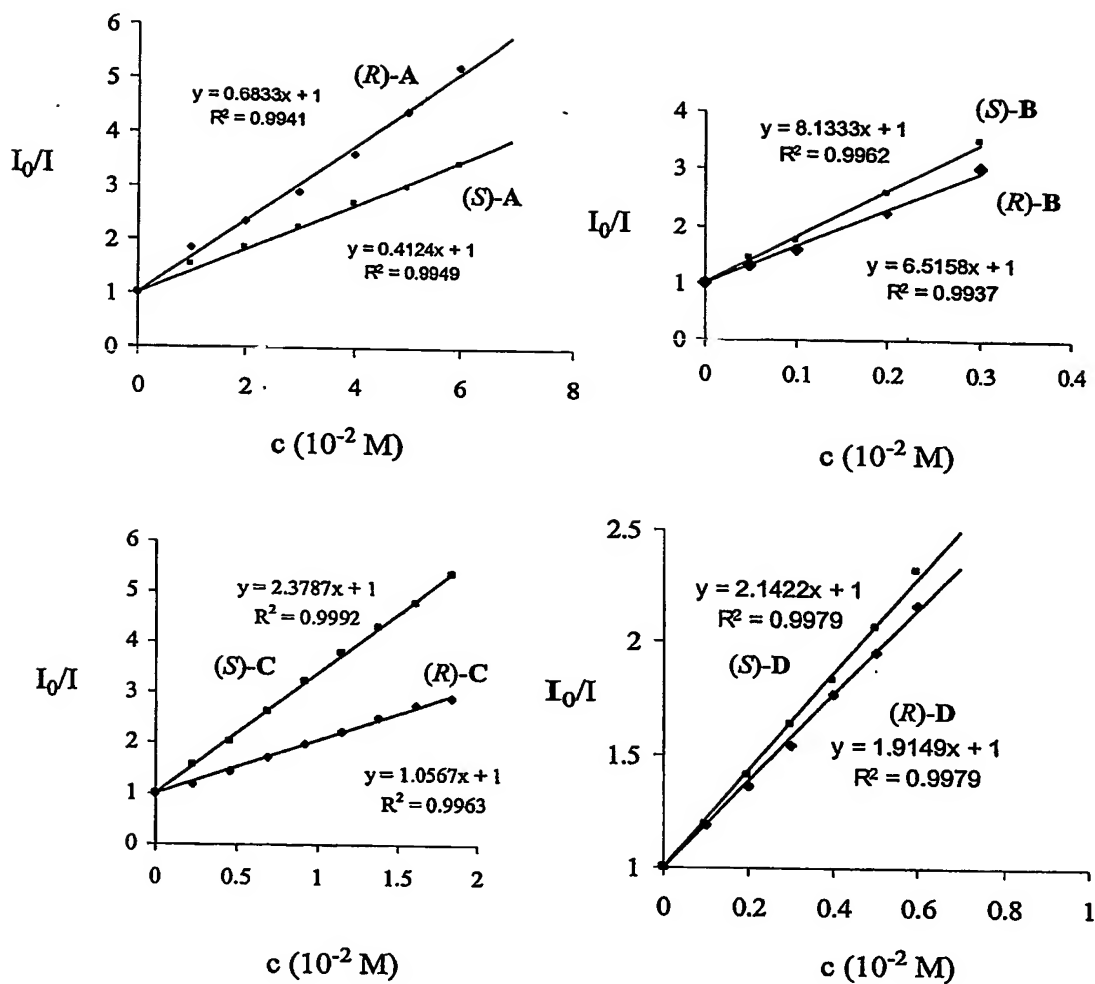 6
5
4
3
2
1
0
I₀/I
y = 0.6833x + 1
R² = 0.9941
(R)-A
(S)-A
y = 0.4124x + 1
R² = 0.9949
0 2 4 6 8
c (10⁻² M)
4
3
2
1
0
I₀/I
y = 8.1333x + 1
R² = 0.9962
(S)-B
(R)-B
y = 6.5158x + 1
R² = 0.9937
0 0.1 0.2 0.3 0.4
c (10⁻² M)
6
5
4
3
2
1
0
I₀/I
y = 2.3787x + 1
R² = 0.9992
(S)-C
(R)-C
y = 1.0567x + 1
R² = 0.9963
0 0.5 1 1.5 2
c (10⁻² M)
2.5
2
1.5
1
I₀/I
y = 2.1422x + 1
R² = 0.9979
(S)-D
(R)-D
y = 1.9149x + 1
R² = 0.9979
0 0.2 0.4 0.6 0.8 1
c (10⁻² M)